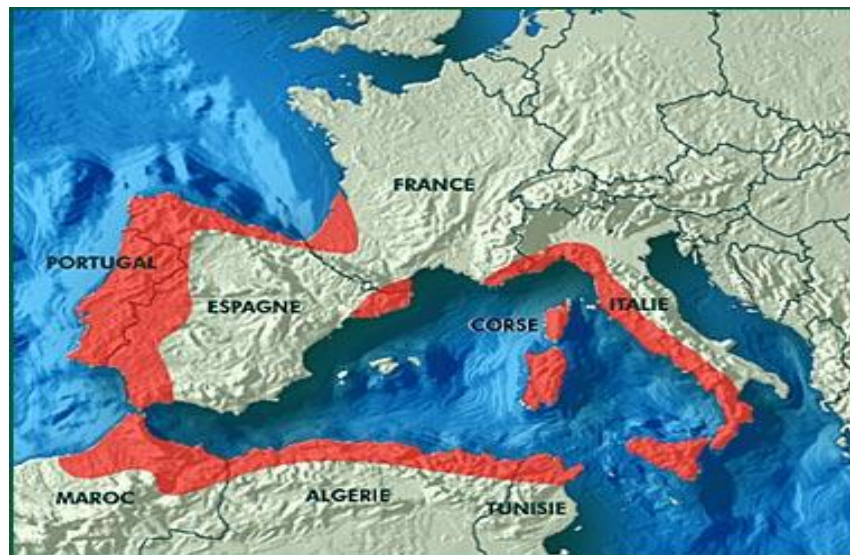 FRANCE
PORTUGAL
ESPAGNE
CORSE
ITALIE
MAROC
ALGERIE
TUNISIE